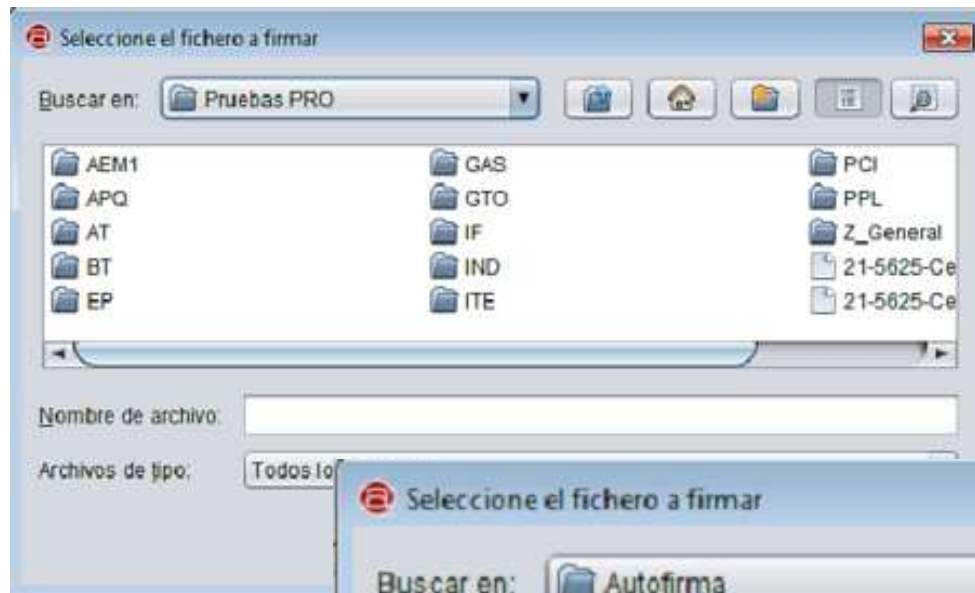 Seleccione el fichero a firmar
Buscar en: Pruebas PRO
AEM1 GAS PCI
APQ GTO PPL
AT IF Z_General
BT IND 21-5625-Ce
EP ITE 21-5625-Ce
Nombre de archivo:
Archivos de tipo: Todos lo
Seleccione el fichero a firmar
Buscar en: Autofirma